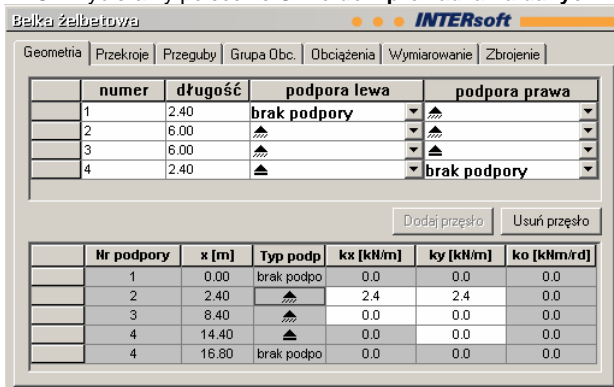 Belka żelbetowa INTERsoft
Geometria Przekroje Przeguby Grupa Obc. Obciążenia Wymiarowanie Zbrojenie
numer długość podpora lewa podpora prawa
1 2.40 brak podpory
2 6.00
3 6.00
4 2.40 brak podpory
Dodaj przęsło Usuń przęsło
Nr podpory x [m] Typ podp kx [kN/m] ky [kN/m] ko [kNm/rd]
1 0.00 brak podpo 0.0 0.0 0.0
2 2.40 2.4 2.4 0.0
3 8.40 0.0 0.0 0.0
4 14.40 0.0 0.0 0.0
4 16.80 brak podpo 0.0 0.0 0.0